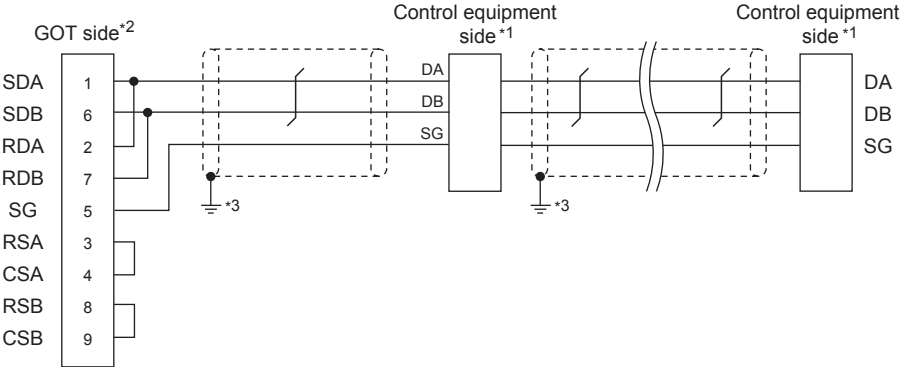 Control equipment
side*1
Control equipment
side*1
GOT side*2
SDA 1 DA DA
SDB 6 DB DB
RDA 2 SG SG
RDB 7
SG 5 *3 *3
RSA 3
CSA 4
RSB 8
CSB 9